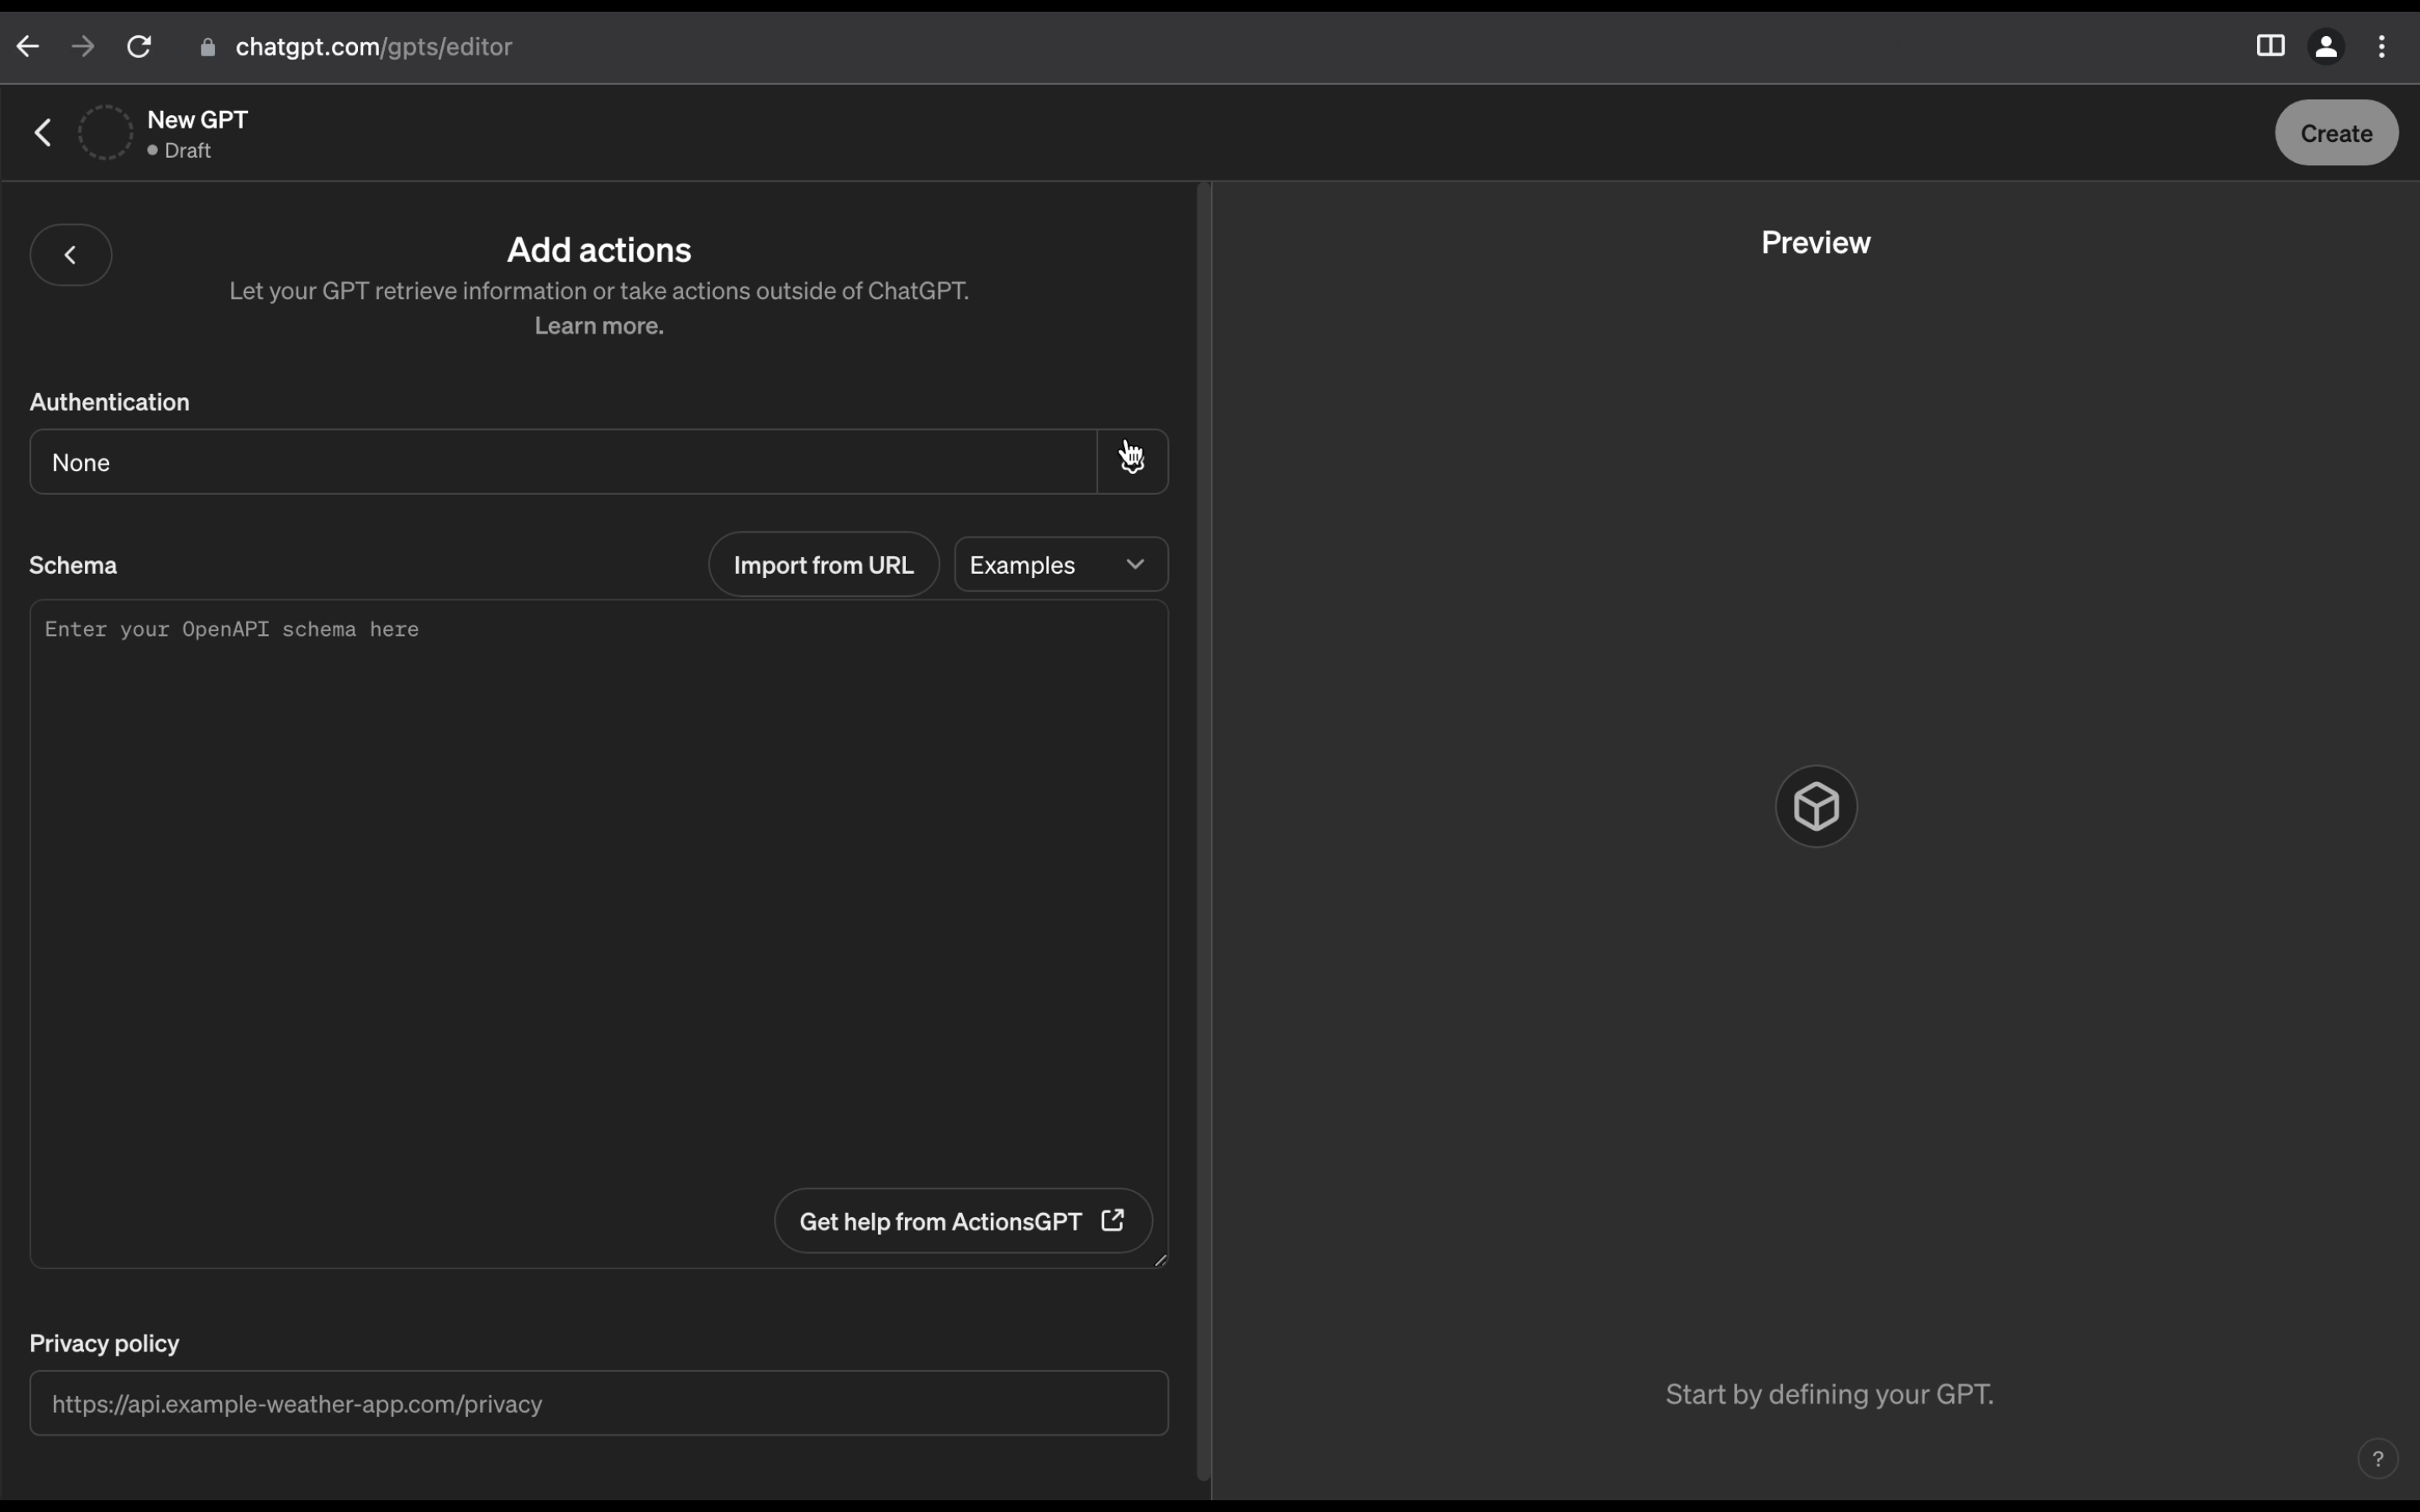 chatgpt.com/gpts/editor
New GPT
Draft
Create
Add actions
Let your GPT retrieve information or take actions outside of ChatGPT.
Learn more.
Authentication
None
Schema
Import from URL
Examples
Enter your OpenAPI schema here
Get help from ActionsGPT
Privacy policy
https://api.example-weather-app.com/privacy
Preview
Start by defining your GPT.
?